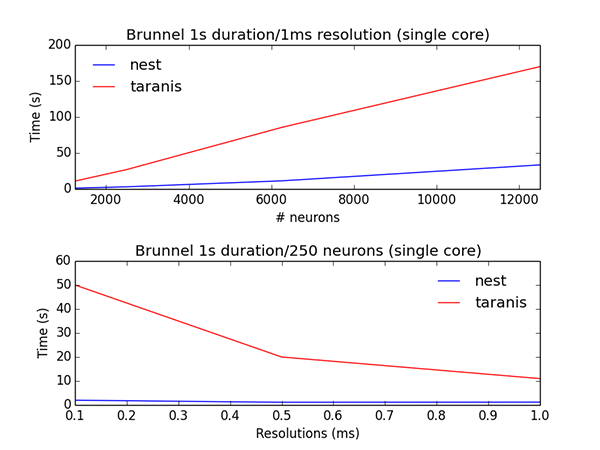 Brunnel 1s duration/1ms resolution (single core)
200
150
100
50
0
Time (s)
nest
taranis
2000 4000 6000 8000 10000 12000
# neurons
Brunnel 1s duration/250 neurons (single core)
60
50
40
30
20
10
0
Time (s)
nest
taranis
0.1 0.2 0.3 0.4 0.5 0.6 0.7 0.8 0.9 1.0
Resolutions (ms)